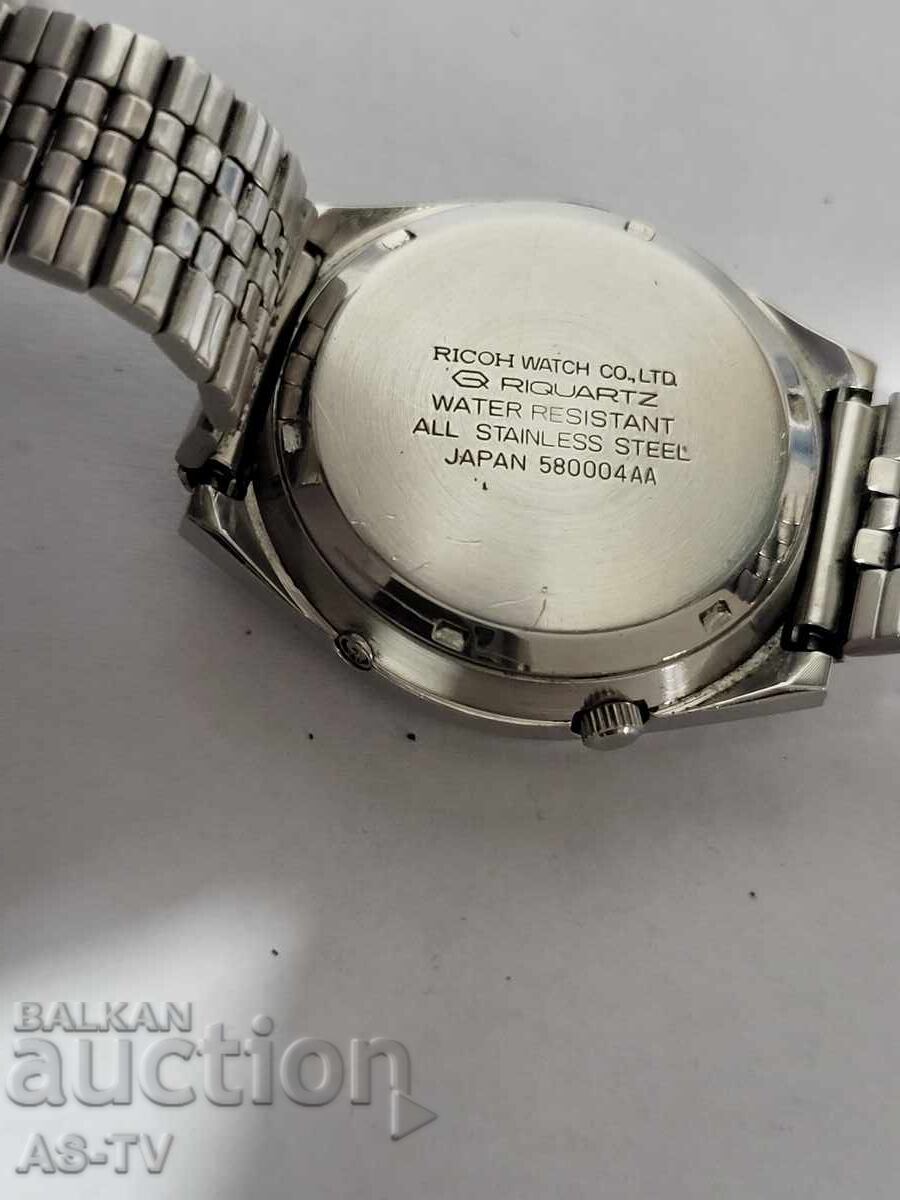 RICOH WATCH CO., LTD.
RIQUARTZ
WATER RESISTANT
ALL STAINLESS STEEL
JAPAN 580004AA
BALKAN
auction
AS-TV